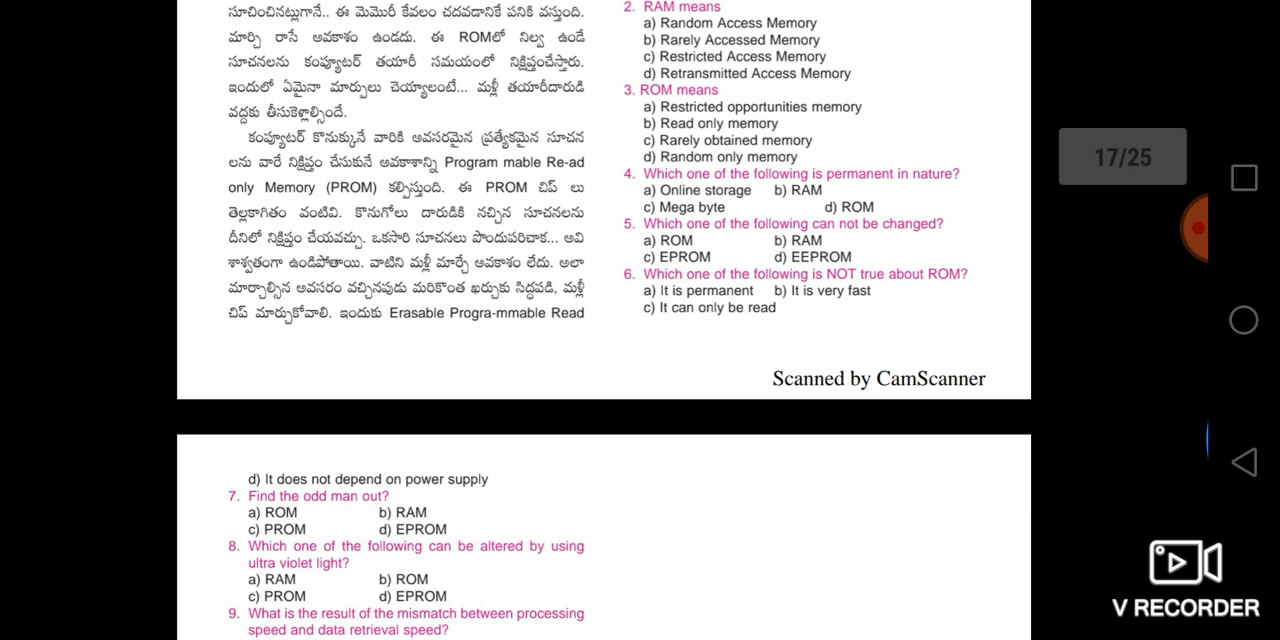 సూచించినట్లుగానే.. ఈ మెమొరీ కేవలం చదవడానికే పనికి వస్తుంది.
మార్చి రాసే అవకాశం ఉండదు. ఈ ROMలో నిల్వ ఉండే
సూచనలను కంప్యూటర్ తయారీ సమయంలో నిక్షిప్తంచేస్తారు.
ఇందులో ఏమైనా మార్పులు చెయ్యాలంటే... మళ్లీ తయారీదారుడి
వద్దకు తీసుకెళ్లాల్సిందే.
కంప్యూటర్ కొనుక్కునే వారికి అవసరమైన ప్రత్యేకమైన సూచన
లను వారే నిక్షిప్తం చేసుకునే అవకాశాన్ని Program mable Re-ad
only Memory (PROM) కల్పిస్తుంది. ఈ PROM చిప్ లు
తెల్లకాగితం వంటివి. కొనుగోలు దారుడికి నచ్చిన సూచనలను
దీనిలో నిక్షిప్తం చేయవచ్చు. ఒకసారి సూచనలు పొందుపరిచాక... అవి
శాశ్వతంగా ఉండిపోతాయి. వాటిని మళ్లీ మార్చే అవకాశం లేదు. అలా
మార్చాల్సిన అవసరం వచ్చినపుడు మరికొంత ఖర్చుకు సిద్ధపడి, మళ్లీ
చిప్ మార్చుకోవాలి. ఇందుకు Erasable Progra-mmable Read
2. RAM means
a) Random Access Memory
b) Rarely Accessed Memory
c) Restricted Access Memory
d) Retransmitted Access Memory
3. ROM means
a) Restricted opportunities memory
b) Read only memory
c) Rarely obtained memory
d) Random only memory
4. Which one of the following is permanent in nature?
a) Online storage b) RAM
c) Mega byte d) ROM
5. Which one of the following can not be changed?
a) ROM b) RAM
c) EPROM d) EEPROM
6. Which one of the following is NOT true about ROM?
a) It is permanent b) It is very fast
c) It can only be read
Scanned by CamScanner
d) It does not depend on power supply
7. Find the odd man out?
a) ROM b) RAM
c) PROM d) EPROM
8. Which one of the following can be altered by using
ultra violet light?
a) RAM b) ROM
c) PROM d) EPROM
9. What is the result of the mismatch between processing
speed and data retrieval speed?
17/25
V RECORDER